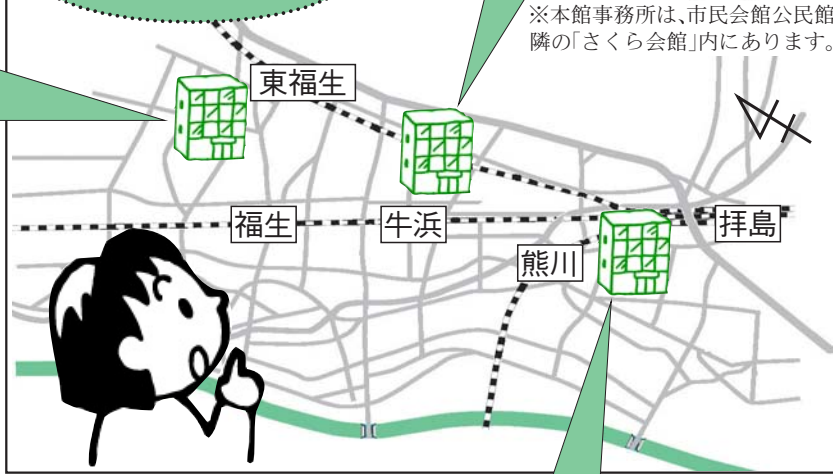 ※本館事務所は、市民会館公民館
隣の「さくら会館」内にあります。
東福生
福生
牛浜
拝島
熊川